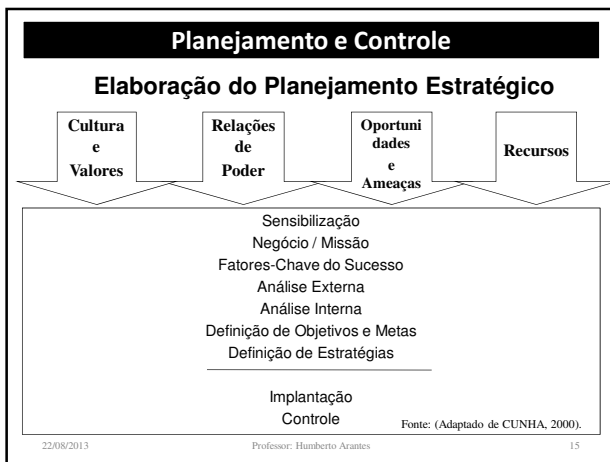 Planejamento e Controle
Elaboração do Planejamento Estratégico
Cultura
e
Valores
Relações
de
Poder
Oportuni
dades
e
Ameaças
Recursos
Sensibilização
Negócio / Missão
Fatores-Chave do Sucesso
Análise Externa
Análise Interna
Definição de Objetivos e Metas
Definição de Estratégias
Implantação
Controle
Fonte: (Adaptado de CUNHA, 2000).
22/08/2013
Professor: Humberto Arantes
15